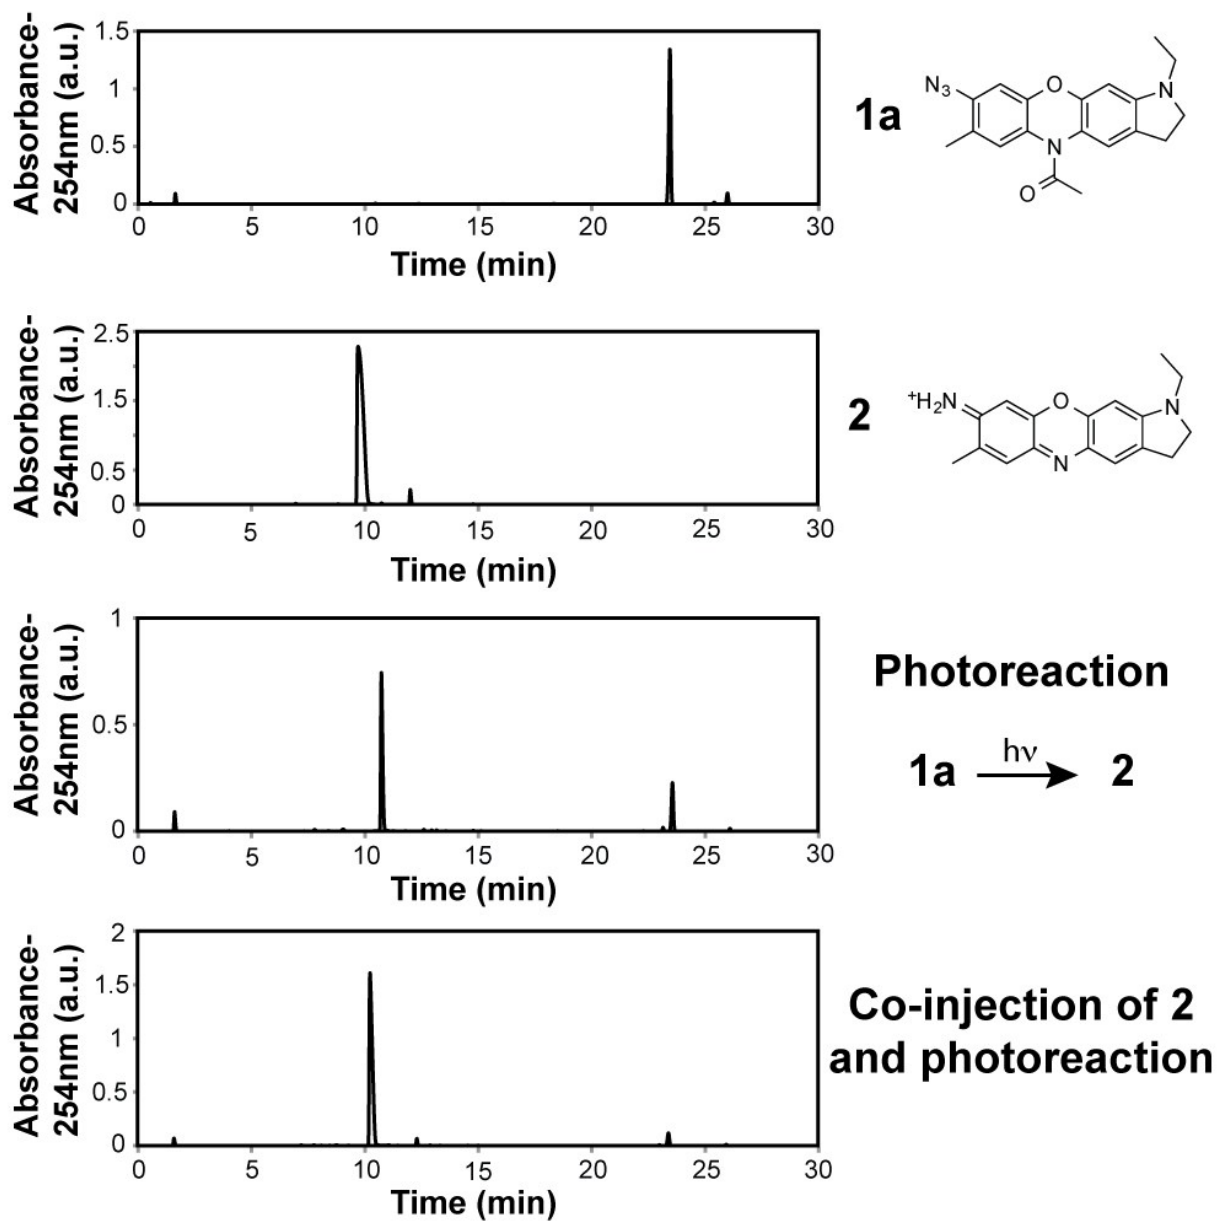 Absorbance-
254nm (a.u.)
1.5
1
0.5
0
0 5 10 15 20 25 30
Time (min)
1a
N3
O
N
N
O
Absorbance-
254nm (a.u.)
2.5
1.5
0.5
0
0 5 10 15 20 25 30
Time (min)
2
+H2N
O
N
N
Absorbance-
254nm (a.u.)
1
0.5
0
0 5 10 15 20 25 30
Time (min)
Photoreaction
hν
1a 2
Absorbance-
254nm (a.u.)
2
1.5
1
0.5
0
0 5 10 15 20 25 30
Time (min)
Co-injection of 2
and photoreaction